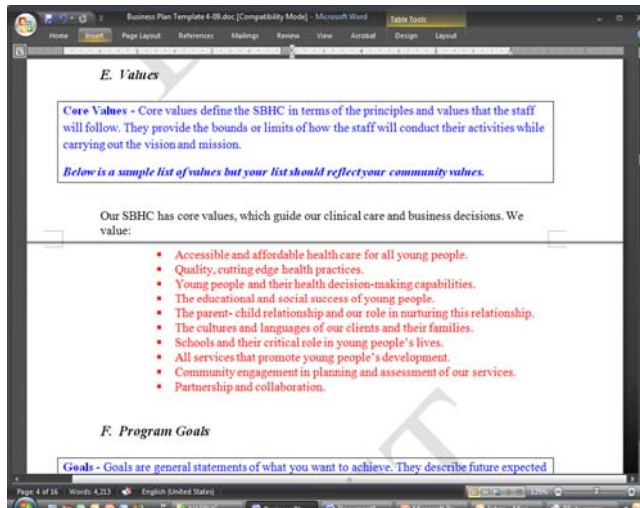 Business Plan Template 4-09.doc [Compatibility Mode] - Microsoft Word
Table Tools
Home Insert Page Layout References Mailings Review View Acrobat Design Layout
E. Values
Core Values - Core values define the SBHC in terms of the principles and values that the staff
will follow. They provide the bounds or limits of how the staff will conduct their activities while
carrying out the vision and mission.
Below is a sample list of values but your list should reflect your community values.
Our SBHC has core values, which guide our clinical care and business decisions. We
value:
▪ Accessible and affordable health care for all young people.
▪ Quality, cutting edge health practices.
▪ Young people and their health decision-making capabilities.
▪ The educational and social success of young people.
▪ The parent- child relationship and our role in nurturing this relationship.
▪ The cultures and languages of our clients and their families.
▪ Schools and their critical role in young people's lives.
▪ All services that promote young people's development.
▪ Community engagement in planning and assessment of our services.
▪ Partnership and collaboration.
F. Program Goals
Goals - Goals are general statements of what you want to achieve. They describe future expected
Page: 4 of 16 Words: 4,213 English (United States) 125%